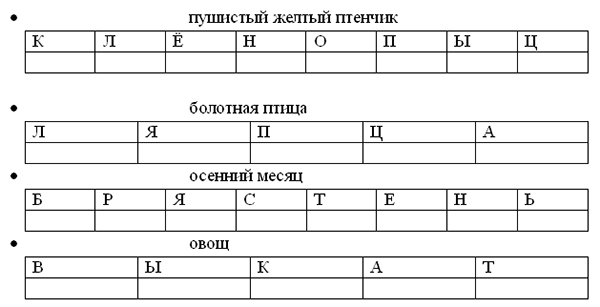 • пушистый желтый птенчик
К Л Ё Н О П Ы Ц
• болотная птица
Л Я П Ц А
• осенний месяц
Б Р Я С Т Е Н Ь
• овощ
В Ы К А Т